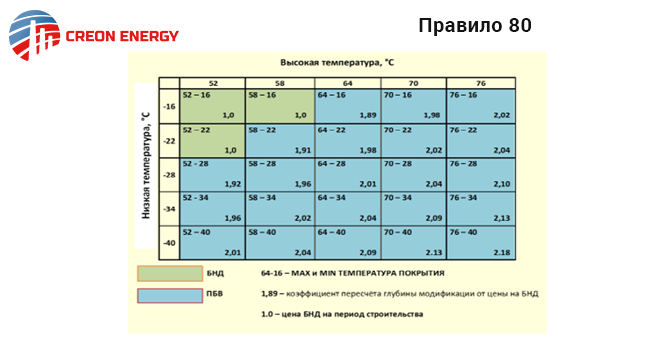 CREON ENERGY
Правило 80
Высокая температура, °C
52 58 64 70 76
Низкая температура, °C
-16
52 – 16 58 – 16 64 – 16 70 – 16 76 – 16
1,0 1,0 1,89 1,98 2,02
-22
52 – 22 58 – 22 64 – 22 70 – 22 76 – 22
1,0 1,91 1,98 2,02 2,04
-28
52 - 28 58 – 28 64 – 28 70 – 28 76 – 28
1,92 1,96 2,01 2,04 2,10
-34
52 - 34 58 – 34 64 – 34 70 – 34 76 – 34
1,96 2,02 2,04 2,09 2,13
-40
52 – 40 58 – 40 64 – 40 70 – 40 76 – 40
2,01 2,04 2,09 2.13 2.18
БНД 64-16 – MAX и MIN ТЕМПЕРАТУРА ПОКРЫТИЯ
ПБВ 1,89 – коэффициент пересчёта глубины модификации от цены на БНД
1.0 – цена БНД на период строительства